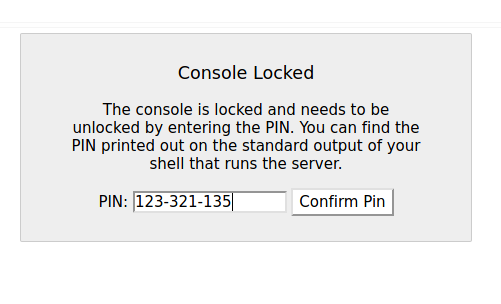 Console Locked
The console is locked and needs to be
unlocked by entering the PIN. You can find the
PIN printed out on the standard output of your
shell that runs the server.
PIN: 123-321-135 Confirm Pin